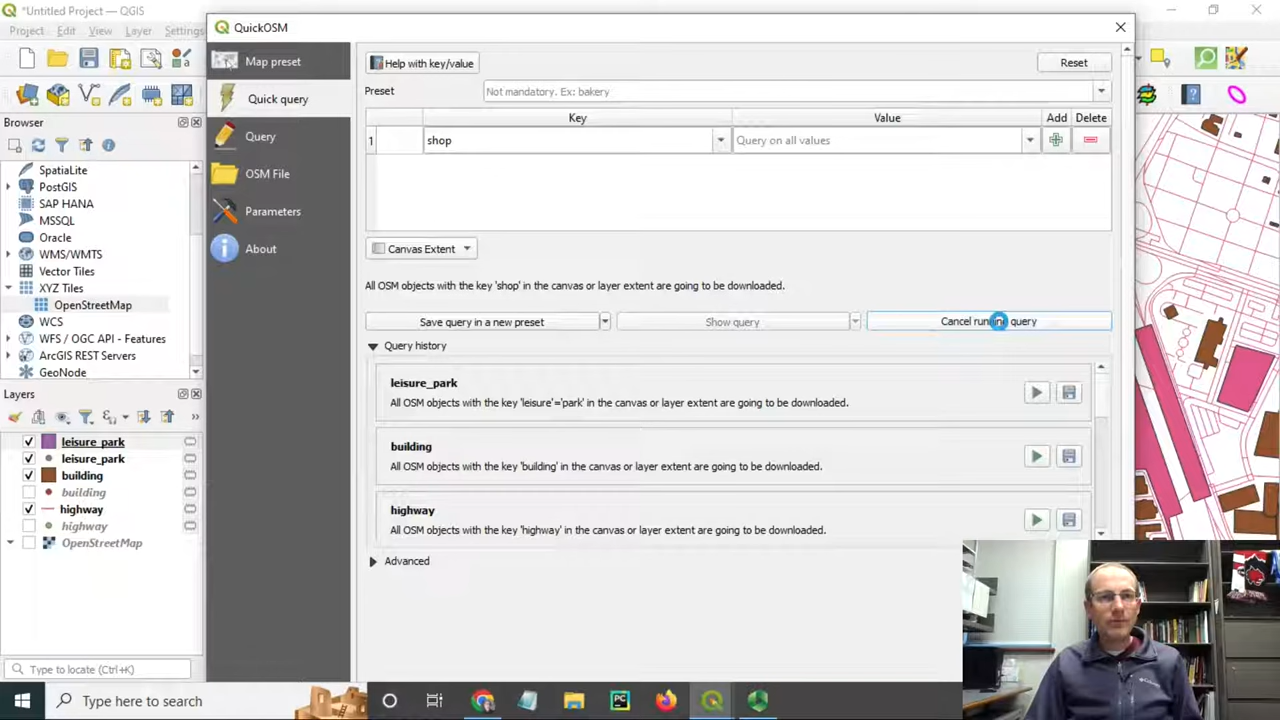 *Untitled Project — QGIS
Project Edit View Layer Settings
Browser
SpatiaLite
PostGIS
SAP HANA
MSSQL
Oracle
WMS/WMTS
Vector Tiles
XYZ Tiles
OpenStreetMap
WCS
WFS / OGC API - Features
ArcGIS REST Servers
GeoNode
Layers
leisure_park
leisure_park
building
building
highway
highway
OpenStreetMap
Type to locate (Ctrl+K)
QuickOSM
Map preset
Quick query
Query
OSM File
Parameters
About
Help with key/value
Reset
Preset
Not mandatory. Ex: bakery
Key Value Add Delete
1 shop Query on all values
Canvas Extent
All OSM objects with the key 'shop' in the canvas or layer extent are going to be downloaded.
Save query in a new preset Show query Cancel running query
Query history
leisure_park
All OSM objects with the key 'leisure'='park' in the canvas or layer extent are going to be downloaded.
building
All OSM objects with the key 'building' in the canvas or layer extent are going to be downloaded.
highway
All OSM objects with the key 'highway' in the canvas or layer extent are going to be downloaded.
Advanced
Type here to search
PC